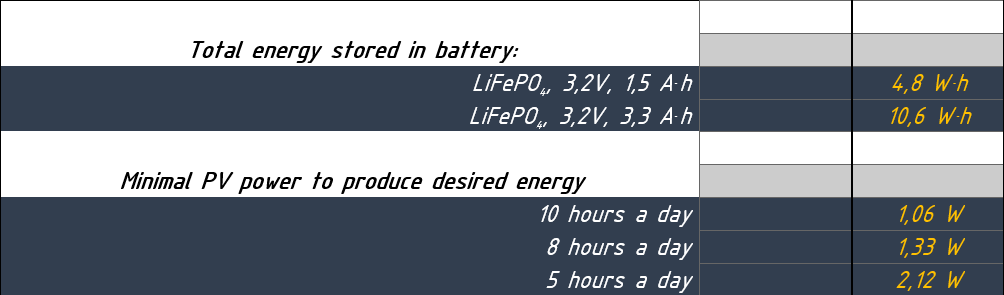 Total energy stored in battery:
LiFePO₄, 3,2V, 1,5 A·h 4,8 W·h
LiFePO₄, 3,2V, 3,3 A·h 10,6 W·h
Minimal PV power to produce desired energy
10 hours a day 1,06 W
8 hours a day 1,33 W
5 hours a day 2,12 W